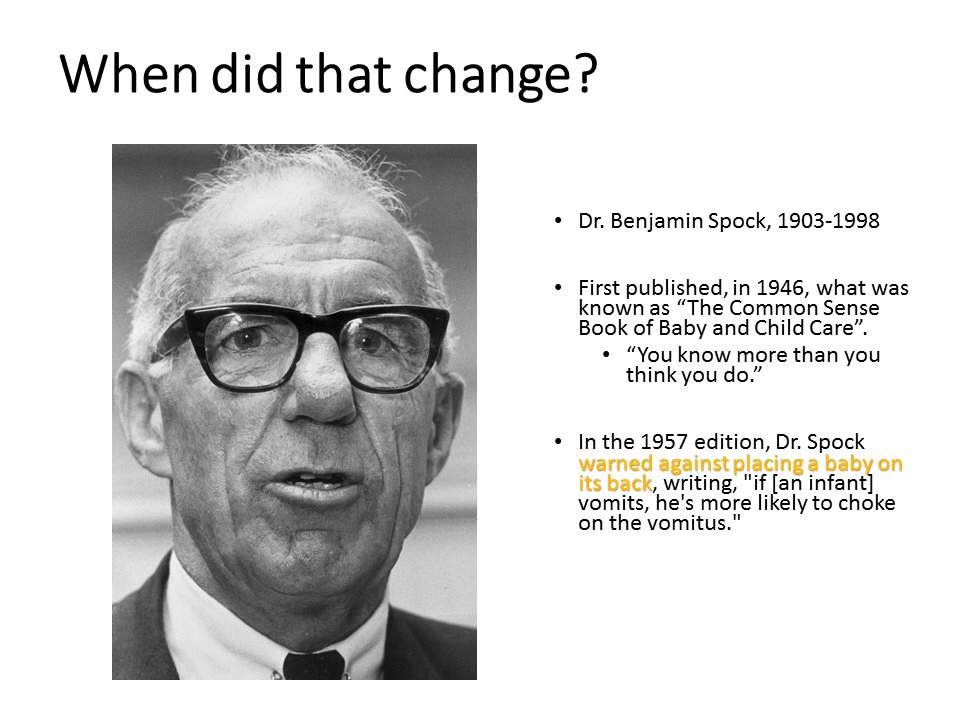 When did that change?
• Dr. Benjamin Spock, 1903-1998
• First published, in 1946, what was
known as “The Common Sense
Book of Baby and Child Care”.
• “You know more than you
think you do.”
• In the 1957 edition, Dr. Spock
warned against placing a baby on
its back, writing, "if [an infant]
vomits, he's more likely to choke
on the vomitus."